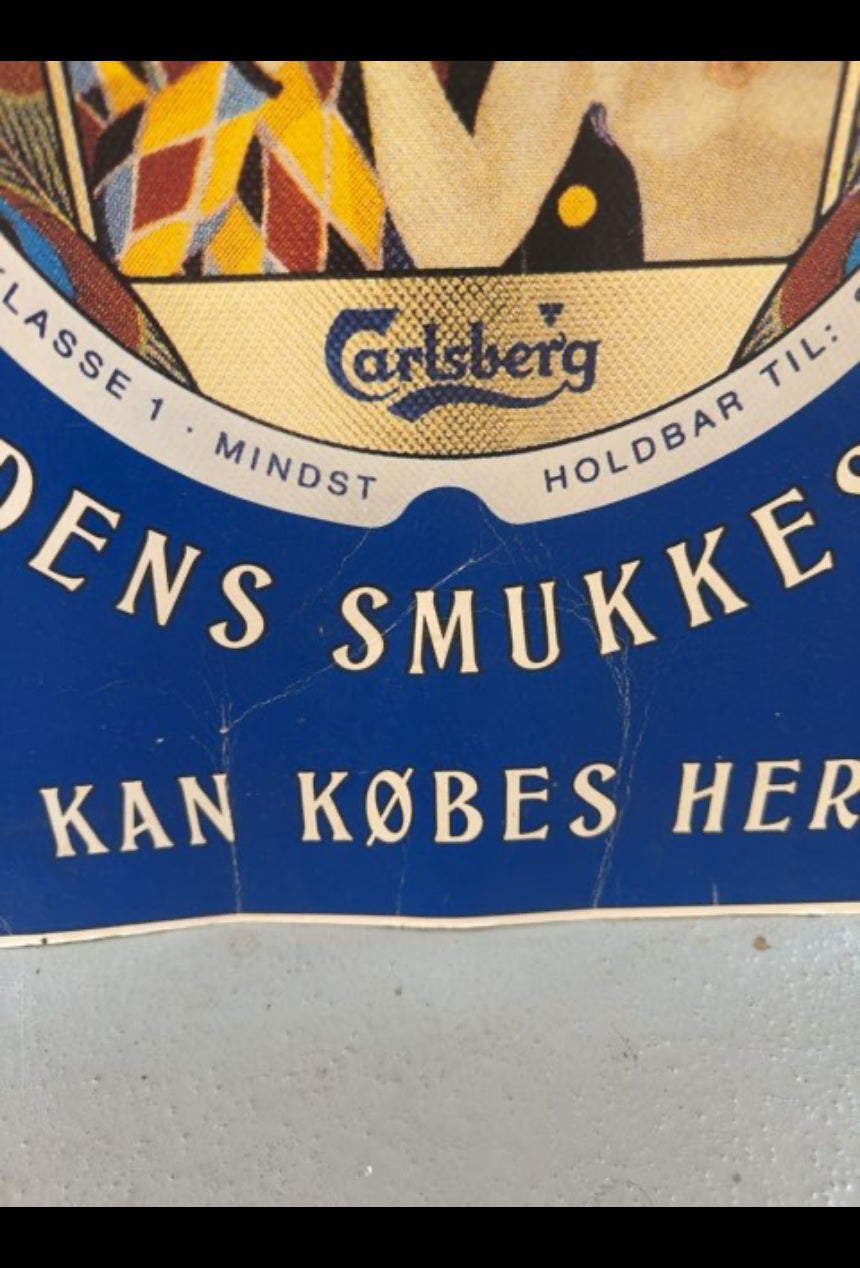 Carlsberg
KLASSE 1 · MINDST HOLDBAR TIL:
DENS SMUKKES
KAN KØBES HER